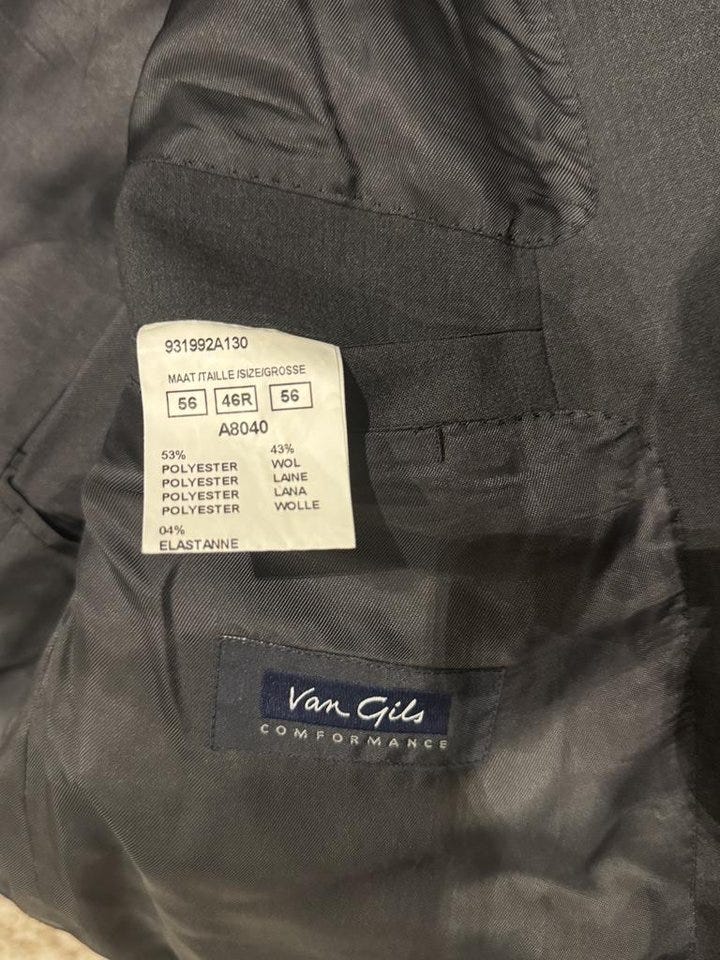 931992A130
MAAT/TAILLE/SIZE/GRÖSSE
56 46R 56
A8040
53% 43%
POLYESTER WOL
POLYESTER LAINE
POLYESTER LANA
POLYESTER WOLLE
04%
ELASTANNE
Van Gils
COMFORMANCE